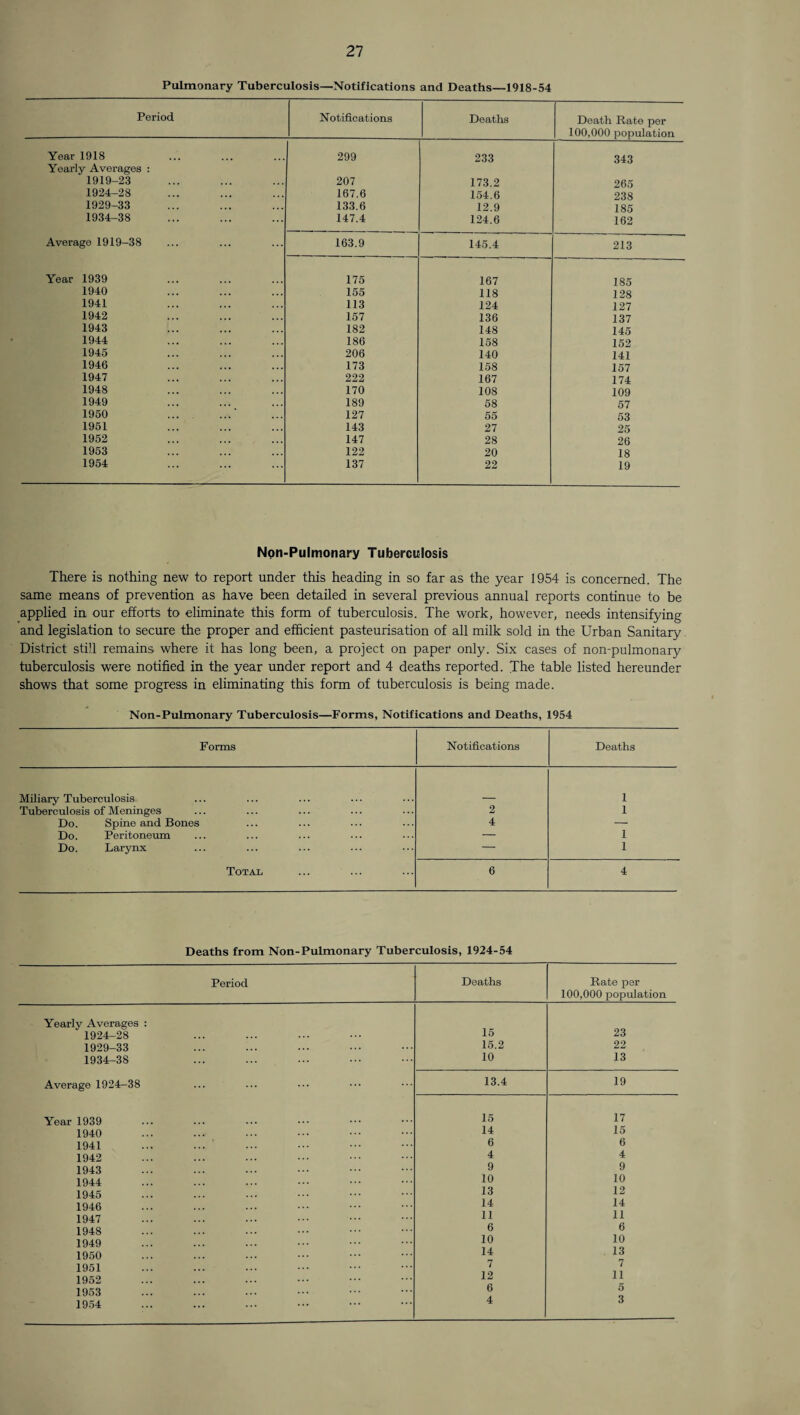 27
Pulmonary Tuberculosis—Notifications and Deaths—1918-54
Period Notifications Deaths Death Rate per 100,000 population
Year 1918 ... ... ... 299 233 343
Yearly Averages :
1919-23 ... ... ... 207 173.2 265
1924-28 ... ... ... 167.6 154.6 238
1929-33 ... ... ... 133.6 12.9 185
1934-38 ... ... ... 147.4 124.6 162
Average 1919-38 ... ... ... 163.9 145.4 213
Year 1939 ... ... ... 175 167 185
1940 ... ... ... 155 118 128
1941 ... ... ... 113 124 127
1942 ... ... ... 157 136 137
1943 ... ... ... 182 148 145
1944 ... ... ... 186 158 152
1945 ... ... ... 206 140 141
1946 ... ... ... 173 158 157
1947 ... ... ... 222 167 174
1948 ... ... ... 170 108 109
1949 ... ... ... 189 58 57
1950 ... ... ... 127 55 53
1951 ... ... ... 143 27 25
1952 ... ... ... 147 28 26
1953 ... ... ... 122 20 18
1954 ... ... ... 137 22 19
Non-Pulmonary Tuberculosis
There is nothing new to report under this heading in so far as the year 1954 is concerned. The
same means of prevention as have been detailed in several previous annual reports continue to be
applied in our efforts to eliminate this form of tuberculosis. The work, however, needs intensifying
and legislation to secure the proper and efficient pasteurisation of all milk sold in the Urban Sanitary
District still remains where it has long been, a project on paper only. Six cases of non-pulmonary
tuberculosis were notified in the year under report and 4 deaths reported. The table listed hereunder
shows that some progress in eliminating this form of tuberculosis is being made.
Non-Pulmonary Tuberculosis—Forms, Notifications and Deaths, 1954
Forms Notifications Deaths
Miliary Tuberculosis ... ... ... ... ... — 1
Tuberculosis of Meninges ... ... ... ... ... 2 1
Do. Spine and Bones ... ... ... ... 4 —
Do. Peritoneum ... ... ... ... ... — 1
Do. Larynx ... ... ... ... ... — 1
Total ... ... ... 6 4
Deaths from Non-Pulmonary Tuberculosis, 1924-54
Period Deaths Rate per 100,000 population
Yearly Averages :
1924-28 ... ... ... ... 15 23
1929-33 ... ... ... ... ... 15.2 22
1934-38 ... ... ... ... ... 10 13
Average 1924-38 ... ... ... ... ... 13.4 19
Year 1939 ... ... ... ... ... ... 15 17
1940 ... ... ... ... ... ... 14 15
1941 ... ... ... ... ... ... 6 6
1942 ... ... ... ... ... ... 4 4
1943 ... ... ... ... ... ... 9 9
1944 ... ... ... ... ... ... 10 10
1945 ... ... ... ... ... ... 13 12
1946 ... ... ... ... ... ... 14 14
1947 ... ... ... ... ... ... 11 11
1948 ... ... ... ... ... ... 6 6
1949 ... ... ... ... ... ... 10 10
1950 ... ... ... ... ... ... 14 13
1951 ... ... ... ... ... ... 7 7
1952 ... ... ... ... ... ... 12 11
1953 ... ... ... ... ... ... 6 5
1954 ... ... ... ... ... ... 4 3